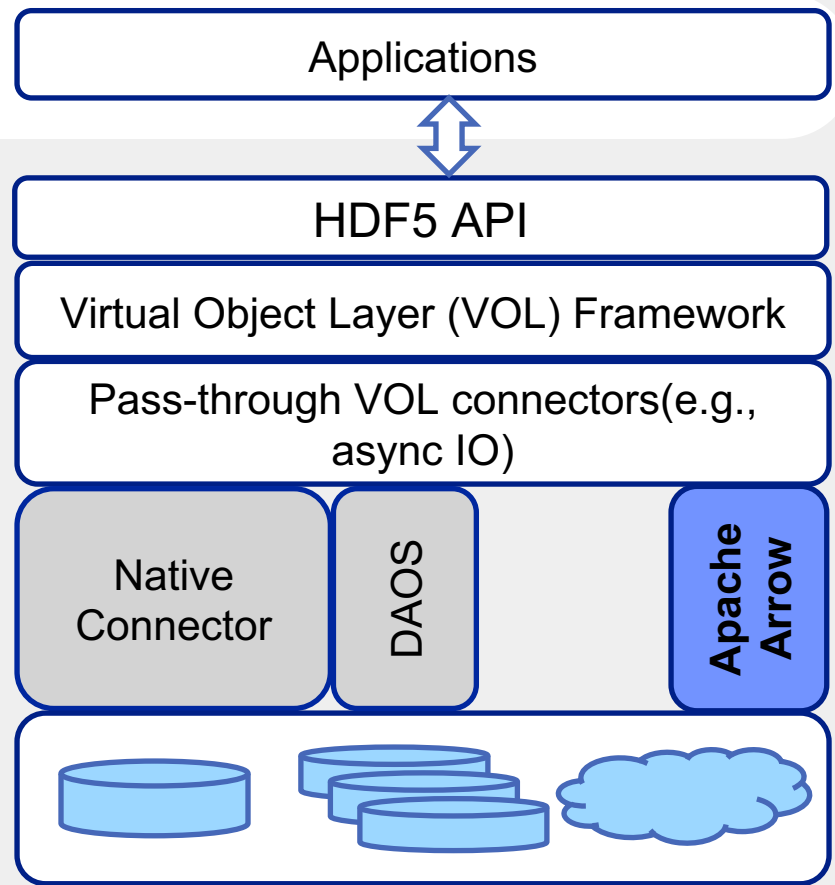 Applications
HDF5 API
Virtual Object Layer (VOL) Framework
Pass-through VOL connectors(e.g.,
async IO)
Native
Connector
DAOS
Apache
Arrow